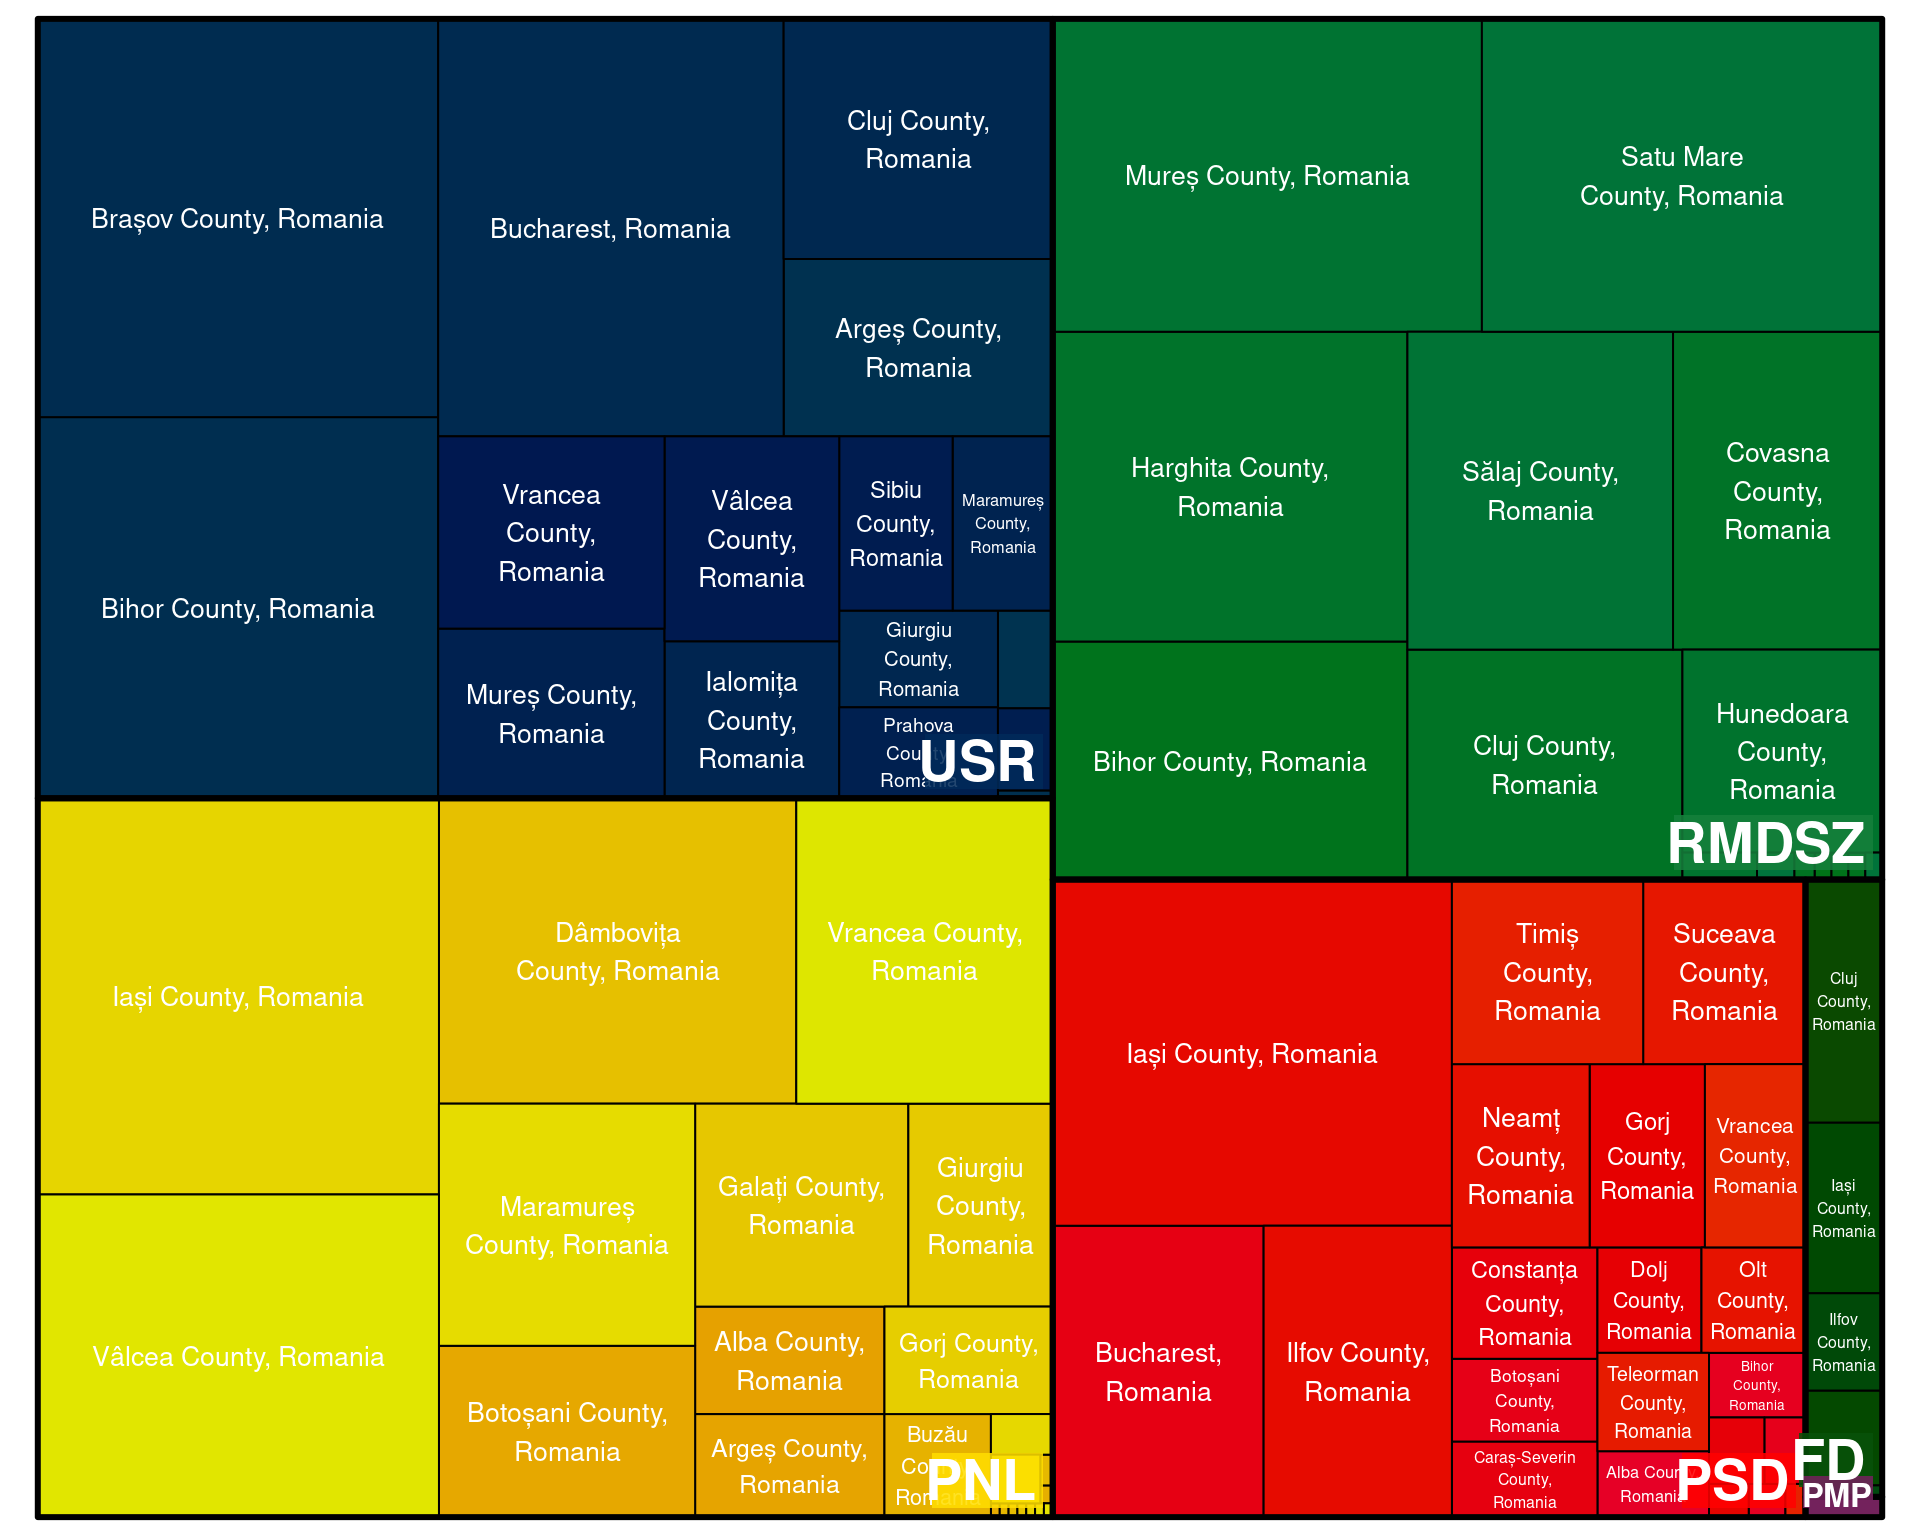 Brașov County, Romania
Bihor County, Romania
Bucharest, Romania
Cluj County,
Romania
Argeș County,
Romania
Vrancea
County,
Romania
Mureș County,
Romania
Vâlcea
County,
Romania
Ialomița
County,
Romania
Sibiu
County,
Romania
Maramureș
County,
Romania
Giurgiu
County,
Romania
Prahova
County,
Romania
USR
Mureș County, Romania
Satu Mare
County, Romania
Harghita County,
Romania
Sălaj County,
Romania
Covasna
County,
Romania
Bihor County, Romania
Cluj County,
Romania
Hunedoara
County,
Romania
RMDSZ
Iași County, Romania
Vâlcea County, Romania
Dâmbovița
County, Romania
Vrancea County,
Romania
Maramureș
County, Romania
Botoșani County,
Romania
Galați County,
Romania
Giurgiu
County,
Romania
Alba County,
Romania
Gorj County,
Romania
Argeș County,
Romania
Buzău
County,
Romania
PNL
Iași County, Romania
Bucharest,
Romania
Ilfov County,
Romania
Timiș
County,
Romania
Suceava
County,
Romania
Neamț
County,
Romania
Gorj
County,
Romania
Vrancea
County,
Romania
Constanța
County,
Romania
Dolj
County,
Romania
Olt
County,
Romania
Botoșani
County,
Romania
Caraș-Severin
County,
Romania
Teleorman
County,
Romania
Bihor
County,
Romania
Alba County,
Romania
PSD
Cluj
County,
Romania
Iași
County,
Romania
Ilfov
County,
Romania
FD
PMP